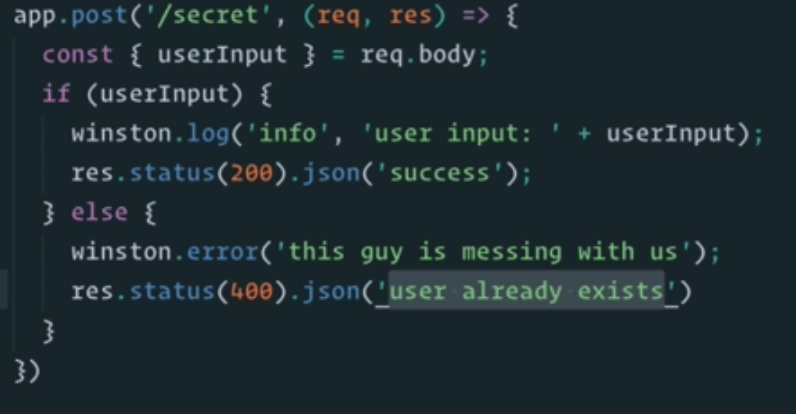 app.post('/secret', (req, res) => {
  const { userInput } = req.body;
  if (userInput) {
    winston.log('info', 'user input: ' + userInput);
    res.status(200).json('success');
  } else {
    winston.error('this guy is messing with us');
    res.status(400).json('user already exists')
  }
})